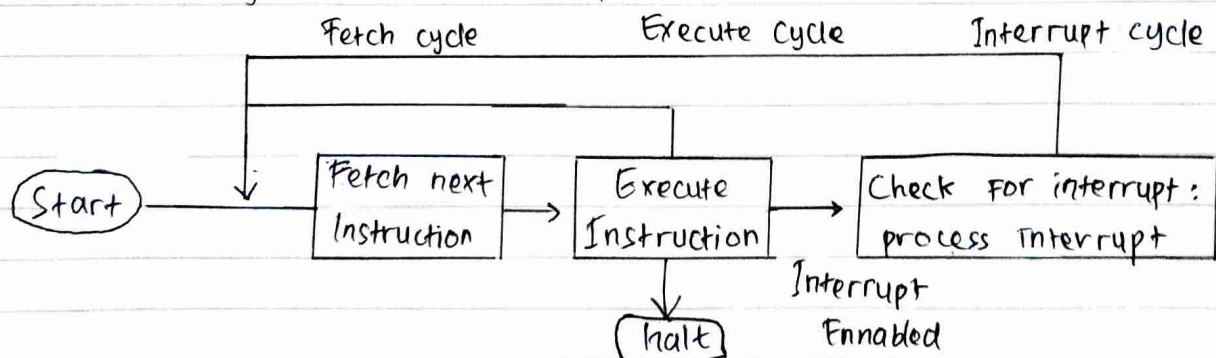 Fetch cycle
Execute Cycle
Interrupt cycle
Start
Fetch next
Instruction
Execute
Instruction
Check For interrupt:
process Interrupt
Interrupt
Ennabled
halt